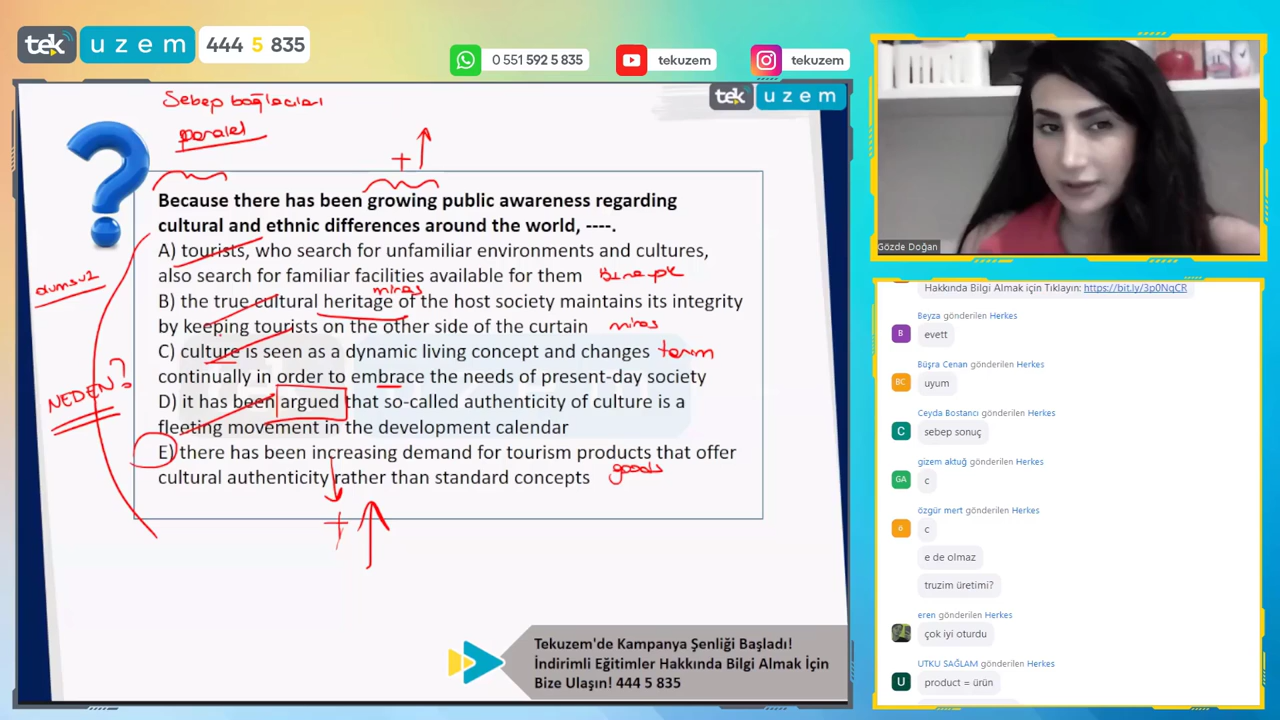 tek uzem 444 5 835
0 551 592 5 835
tekuzem
tekuzem
tek uzem
Sebep bağlaçları
paralel
+
Because there has been growing public awareness regarding
cultural and ethnic differences around the world, ----.
A) tourists, who search for unfamiliar environments and cultures,
also search for familiar facilities available for them
miras
B) the true cultural heritage of the host society maintains its integrity
by keeping tourists on the other side of the curtain miras
C) culture is seen as a dynamic living concept and changes
continually in order to embrace the needs of present-day society
D) it has been argued that so-called authenticity of culture is a
fleeting movement in the development calendar
E) there has been increasing demand for tourism products that offer
cultural authenticity rather than standard concepts goods
olumsuz
NEDEN?
+
Tekuzem'de Kampanya Şenliği Başladı!
İndirimli Eğitimler Hakkında Bilgi Almak İçin
Bize Ulaşın! 444 5 835
Gözde Doğan
Hakkında Bilgi Almak için Tıklayın: https://bit.ly/3p0NqCR
Beyza gönderilen Herkes
B
evett
Büşra Cenan gönderilen Herkes
BC
uyum
Ceyda Bostancı gönderilen Herkes
C
sebep sonuç
gizem aktuğ gönderilen Herkes
GA
c
özgür mert gönderilen Herkes
ö
c
e de olmaz
truzim üretimi?
eren gönderilen Herkes
çok iyi oturdu
UTKU SAĞLAM gönderilen Herkes
U
product = ürün